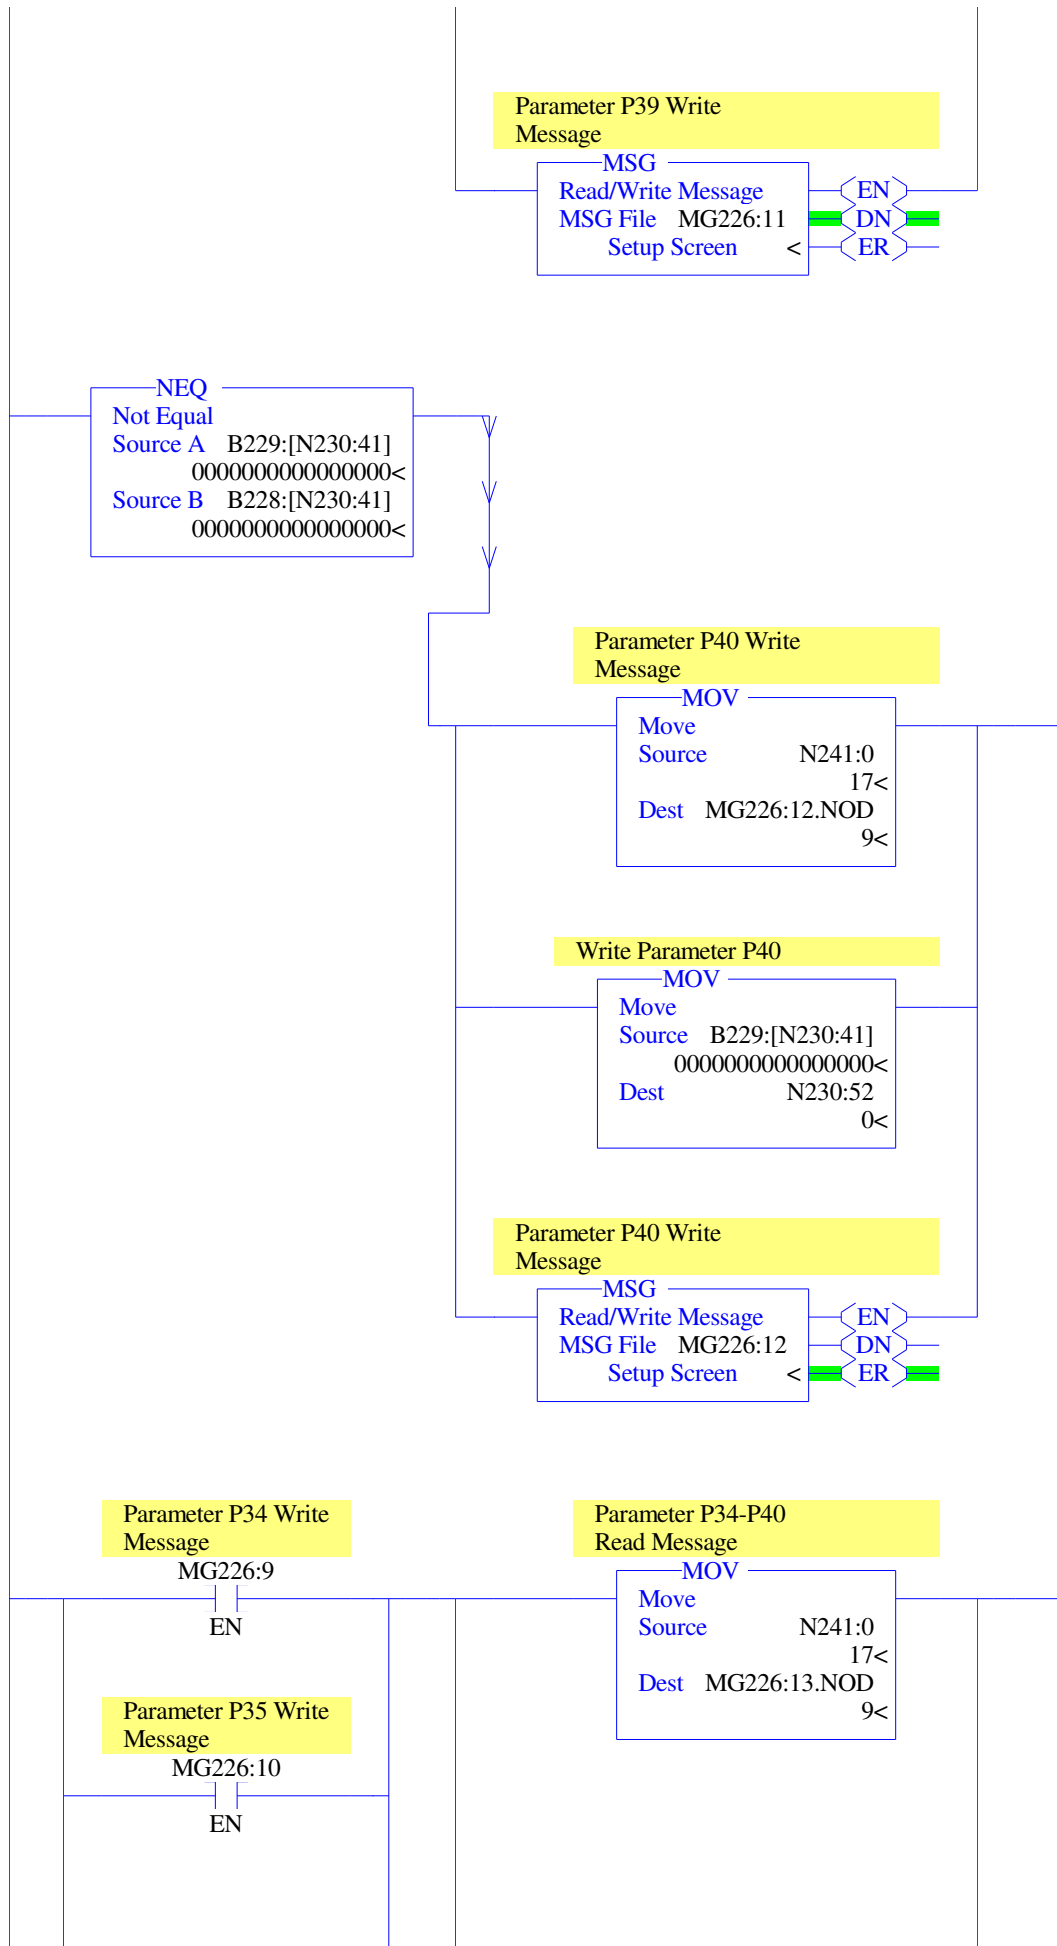 Parameter P39 Write
Message
MSG
Read/Write Message
MSG File MG226:11
Setup Screen <
EN
DN
ER
NEQ
Not Equal
Source A B229:[N230:41]
0000000000000000<
Source B B228:[N230:41]
0000000000000000<
Parameter P40 Write
Message
MOV
Move
Source N241:0
17<
Dest MG226:12.NOD
9<
Write Parameter P40
MOV
Move
Source B229:[N230:41]
0000000000000000<
Dest N230:52
0<
Parameter P40 Write
Message
MSG
Read/Write Message
MSG File MG226:12
Setup Screen <
EN
DN
ER
Parameter P34 Write
Message
MG226:9
EN
Parameter P34-P40
Read Message
MOV
Move
Source N241:0
17<
Dest MG226:13.NOD
9<
Parameter P35 Write
Message
MG226:10
EN